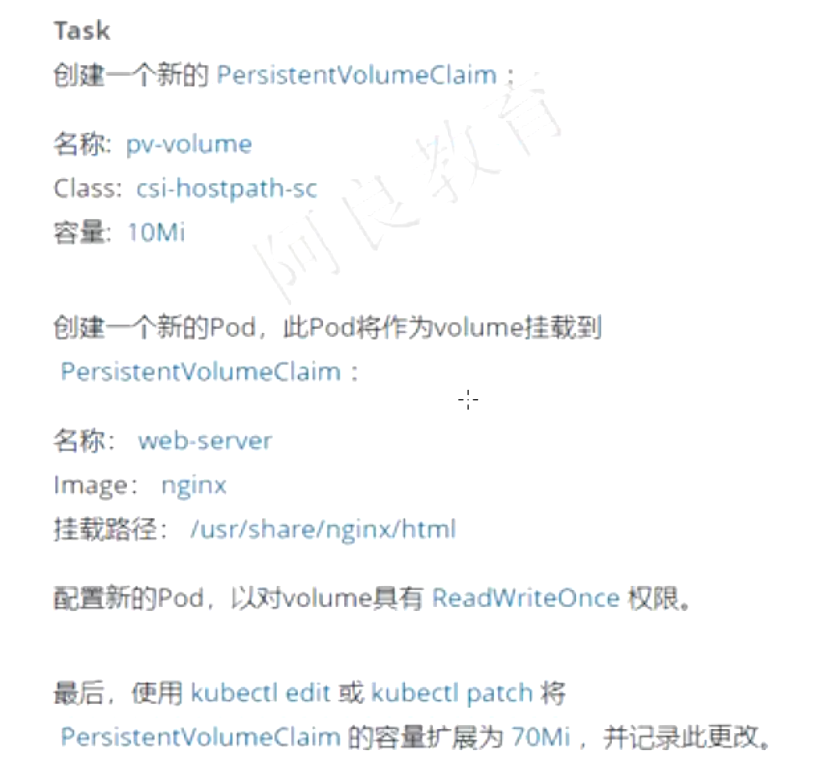 Task
创建一个新的 PersistentVolumeClaim：
名称: pv-volume
Class: csi-hostpath-sc
容量: 10Mi
创建一个新的Pod，此Pod将作为volume挂载到
PersistentVolumeClaim：
名称： web-server
Image： nginx
挂载路径： /usr/share/nginx/html
配置新的Pod，以对volume具有 ReadWriteOnce 权限。
最后，使用 kubectl edit 或 kubectl patch 将
PersistentVolumeClaim 的容量扩展为 70Mi ，并记录此更改。
阿良教育